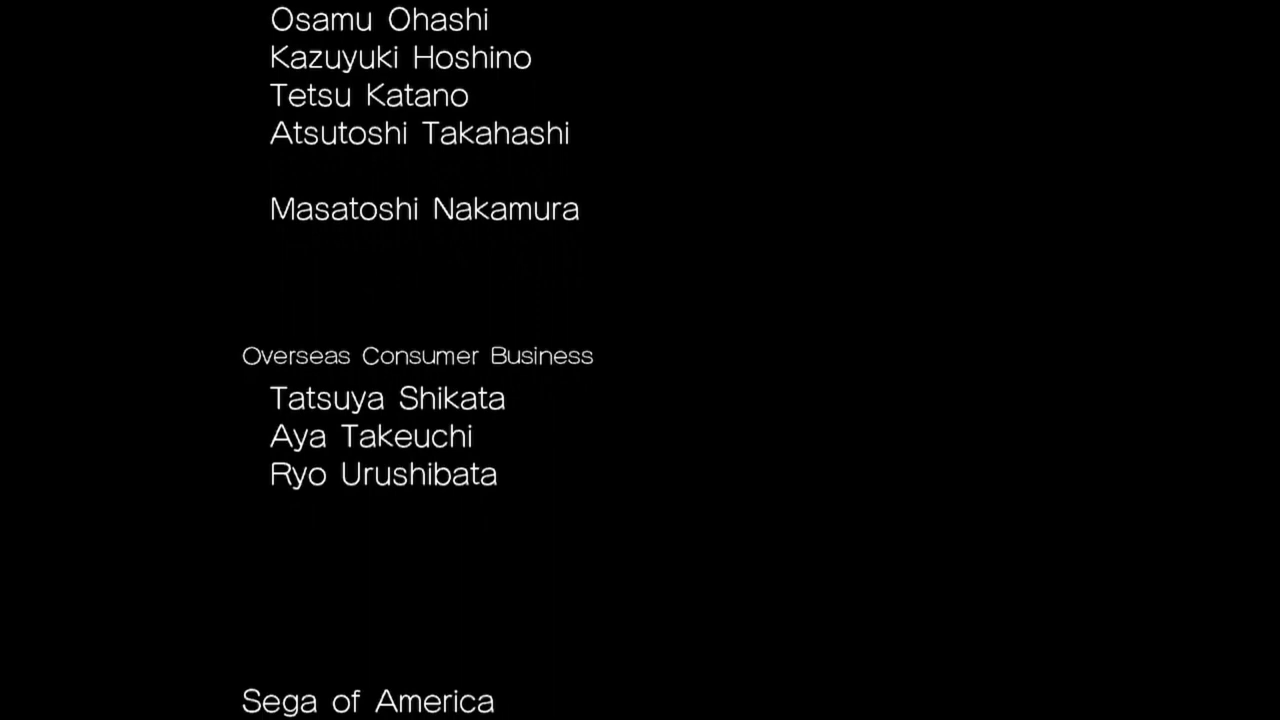 Osamu Ohashi
Kazuyuki Hoshino
Tetsu Katano
Atsutoshi Takahashi
Masatoshi Nakamura
Overseas Consumer Business
Tatsuya Shikata
Aya Takeuchi
Ryo Urushibata
Sega of America